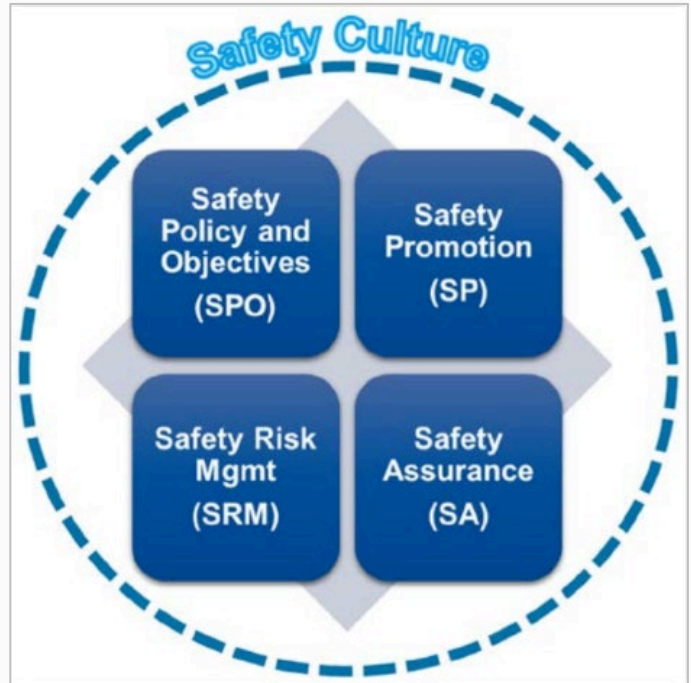 Safety Culture
Safety
Policy and
Objectives
(SPO)
Safety
Promotion
(SP)
Safety Risk
Mgmt
(SRM)
Safety
Assurance
(SA)